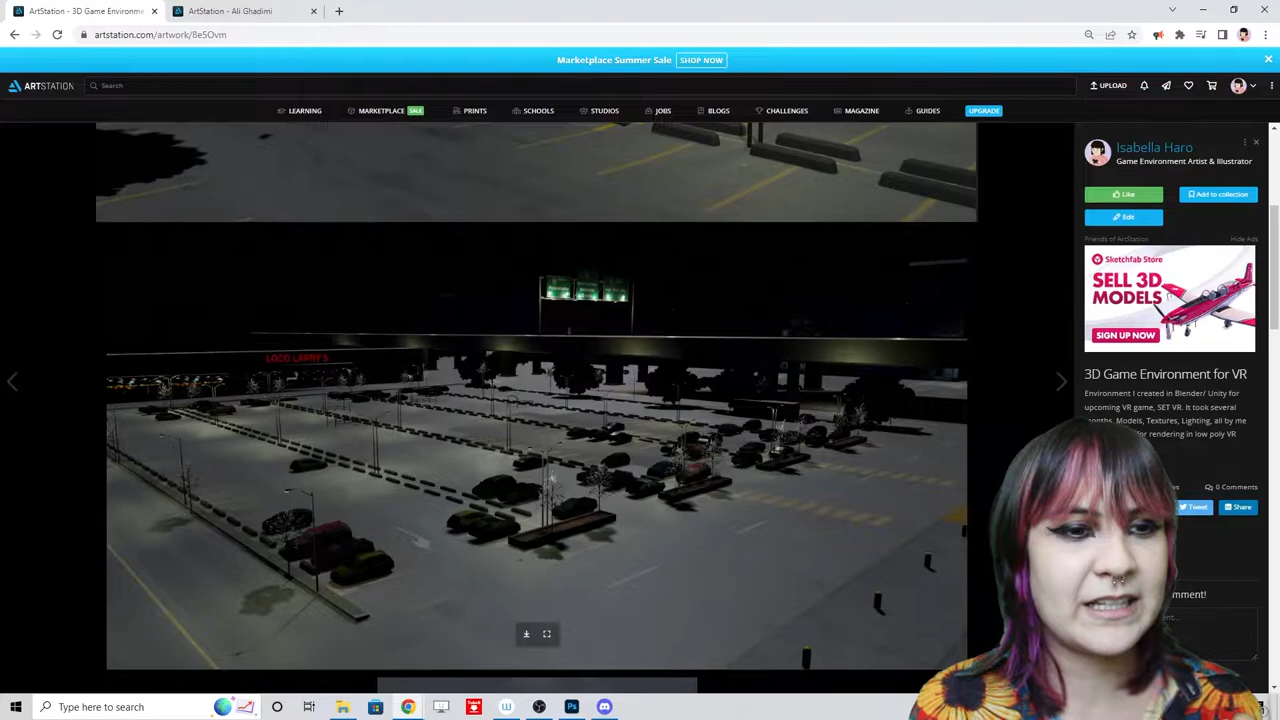 ArtStation - 3D Game Environme
ArtStation - Ali Ghadimi
artstation.com/artwork/8e5Ovm
Marketplace Summer Sale
SHOP NOW
ARTSTATION
Search
UPLOAD
LEARNING
MARKETPLACE
SALE
PRINTS
SCHOOLS
STUDIOS
JOBS
BLOGS
CHALLENGES
MAGAZINE
GUIDES
UPGRADE
LOCO LARRY'S
Isabella Haro
Game Environment Artist & Illustrator
Like
Add to collection
Edit
Friends of ArtStation
Hide Ads
Sketchfab Store
SELL 3D
MODELS
SIGN UP NOW
3D Game Environment for VR
Environment I created in Blender/ Unity for
upcoming VR game, SET VR. It took several
months. Models, Textures, Lighting, all by me
for rendering in low poly VR
0 Comments
Tweet
Share
omment!
Type here to search